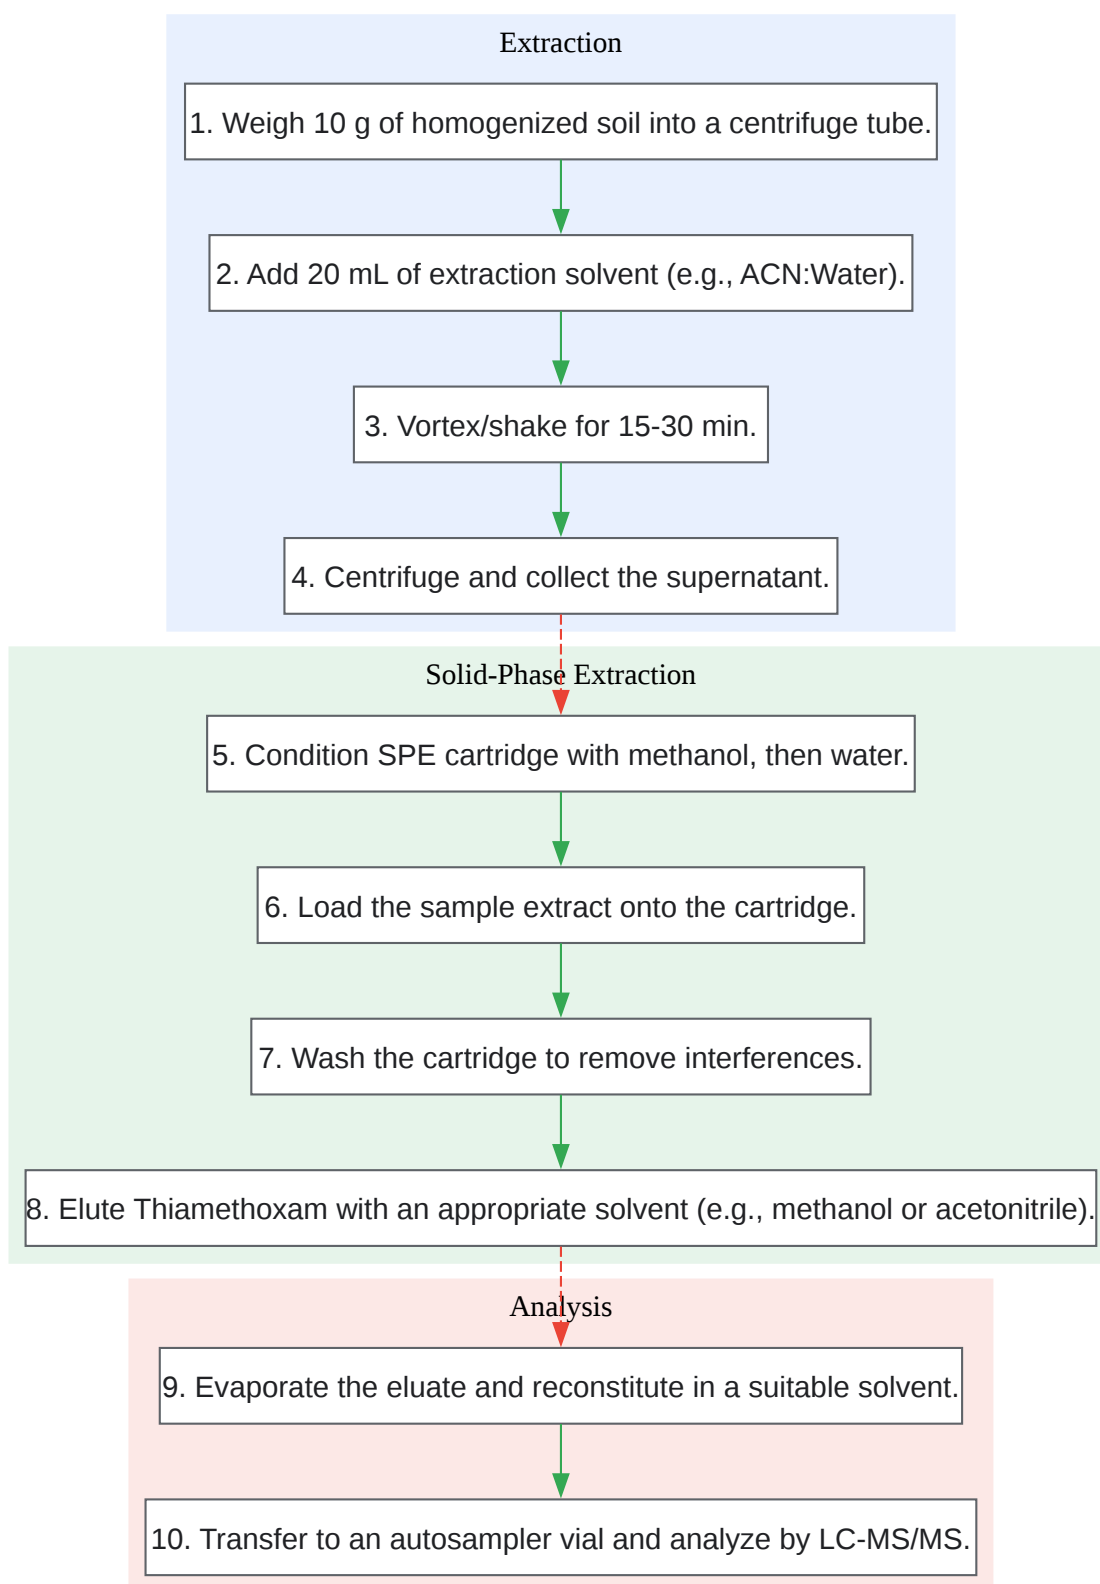 Extraction
1. Weigh 10 g of homogenized soil into a centrifuge tube.
2. Add 20 mL of extraction solvent (e.g., ACN:Water).
3. Vortex/shake for 15-30 min.
4. Centrifuge and collect the supernatant.
Solid-Phase Extraction
5. Condition SPE cartridge with methanol, then water.
6. Load the sample extract onto the cartridge.
7. Wash the cartridge to remove interferences.
8. Elute Thiamethoxam with an appropriate solvent (e.g., methanol or acetonitrile).
Analysis
9. Evaporate the eluate and reconstitute in a suitable solvent.
10. Transfer to an autosampler vial and analyze by LC-MS/MS.